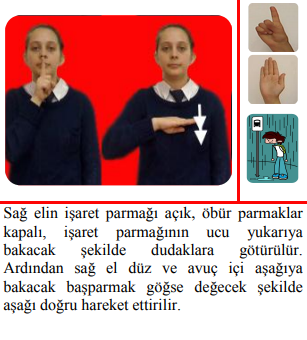 Sağ elin işaret parmağı açık, öbür parmaklar
kapalı, işaret parmağının ucu yukarıya
bakacak şekilde dudaklara götürülür.
Ardından sağ el düz ve avuç içi aşağıya
bakacak başparmak göğse değecek şekilde
aşağı doğru hareket ettirilir.